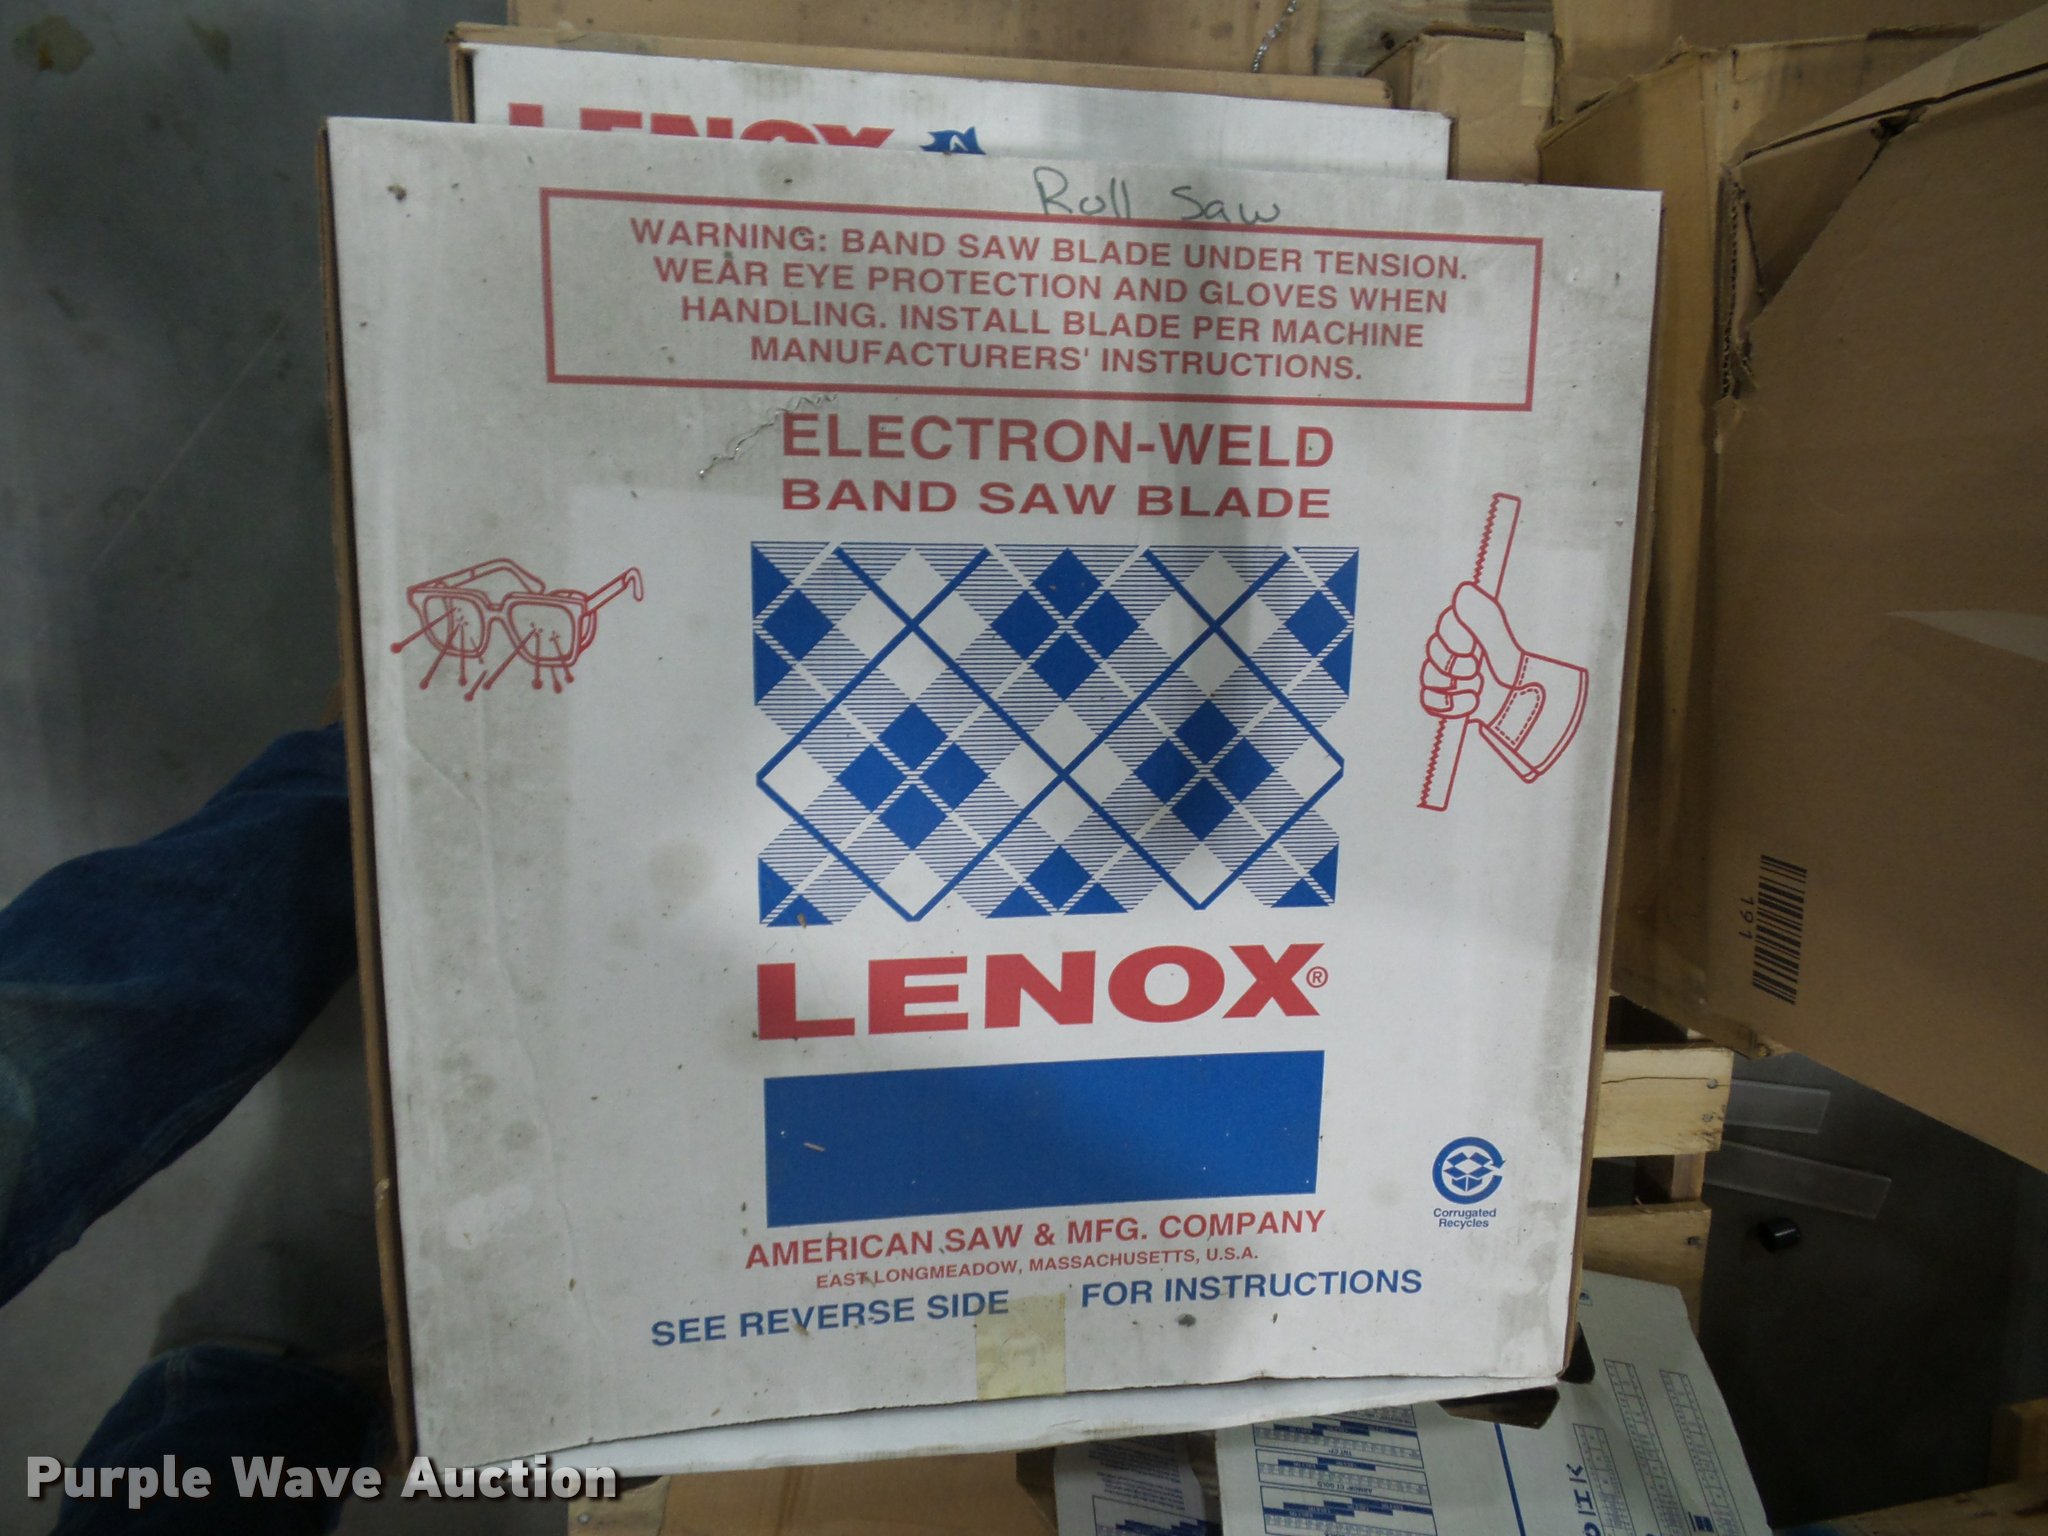 LENOX
Roll Saw
WARNING: BAND SAW BLADE UNDER TENSION.
WEAR EYE PROTECTION AND GLOVES WHEN
HANDLING. INSTALL BLADE PER MACHINE
MANUFACTURERS' INSTRUCTIONS.
ELECTRON-WELD
BAND SAW BLADE
LENOX®
AMERICAN SAW & MFG. COMPANY
EAST LONGMEADOW, MASSACHUSETTS, U.S.A.
SEE REVERSE SIDE FOR INSTRUCTIONS
Corrugated
Recycles
191
Purple Wave Auction